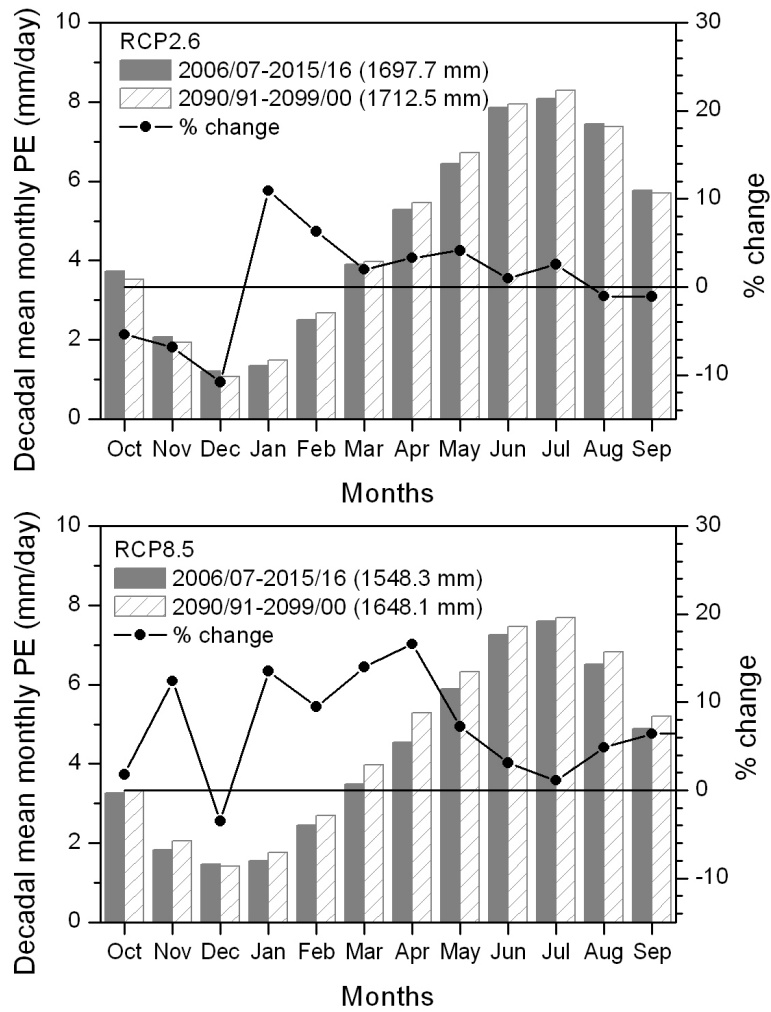 Decadal mean monthly PE (mm/day)
10
8
6
4
2
0
RCP2.6
2006/07-2015/16 (1697.7 mm)
2090/91-2099/00 (1712.5 mm)
% change
30
20
10
0
-10
% change
Oct Nov Dec Jan Feb Mar Apr May Jun Jul Aug Sep
Months
Decadal mean monthly PE (mm/day)
10
8
6
4
2
0
RCP8.5
2006/07-2015/16 (1548.3 mm)
2090/91-2099/00 (1648.1 mm)
% change
30
20
10
0
-10
% change
Oct Nov Dec Jan Feb Mar Apr May Jun Jul Aug Sep
Months